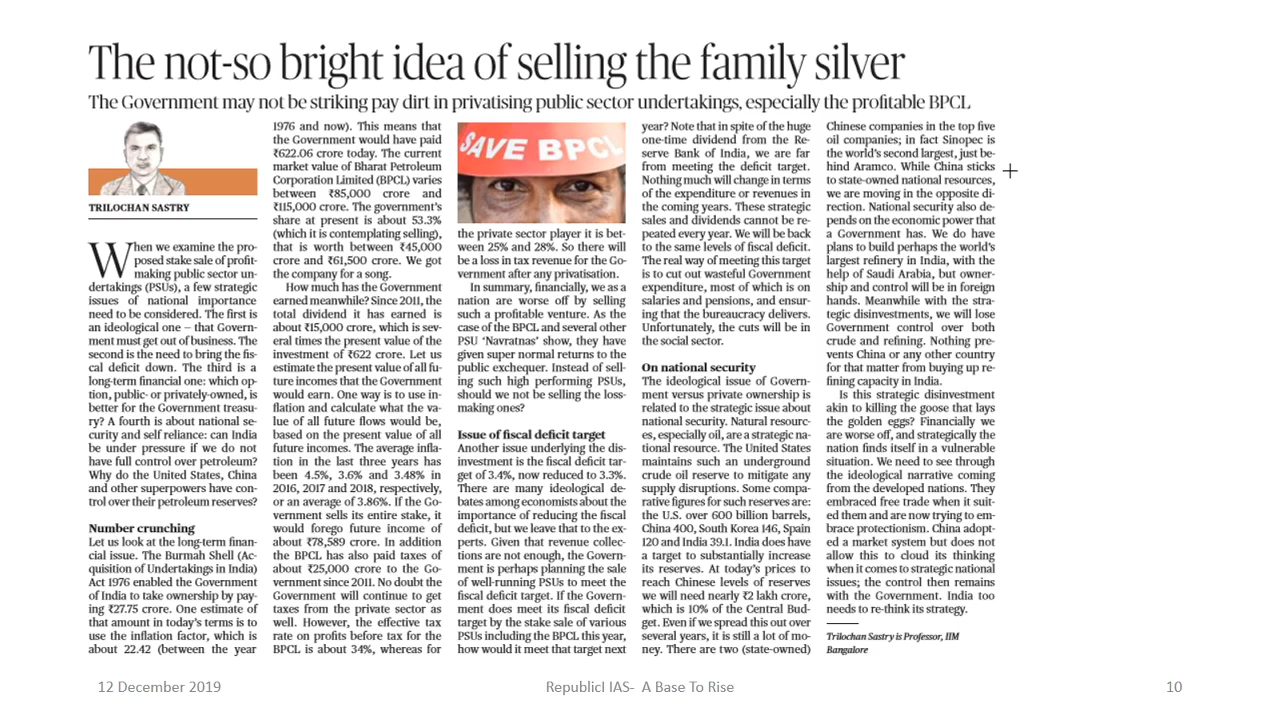 The not-so bright idea of selling the family silver
The Government may not be striking pay dirt in privatising public sector undertakings, especially the profitable BPCL
TRILOCHAN SASTRY
When we examine the pro-
posed stake sale of profit-
making public sector un-
dertakings (PSUs), a few strategic
issues of national importance
need to be considered. The first is
an ideological one — that Govern-
ment must get out of business. The
second is the need to bring the fis-
cal deficit down. The third is a
long-term financial one: which op-
tion, public- or privately-owned, is
better for the Government treasu-
ry? A fourth is about national se-
curity and self reliance: can India
be under pressure if we do not
have full control over petroleum?
Why do the United States, China
and other superpowers have con-
trol over their petroleum reserves?
Number crunching
Let us look at the long-term finan-
cial issue. The Burmah Shell (Ac-
quisition of Undertakings in India)
Act 1976 enabled the Government
of India to take ownership by pay-
ing ₹27.75 crore. One estimate of
that amount in today's terms is to
use the inflation factor, which is
about 22.42 (between the year
1976 and now). This means that
the Government would have paid
₹622.06 crore today. The current
market value of Bharat Petroleum
Corporation Limited (BPCL) varies
between ₹85,000 crore and
₹115,000 crore. The government's
share at present is about 53.3%
(which it is contemplating selling),
that is worth between ₹45,000
crore and ₹61,500 crore. We got
the company for a song.
How much has the Government
earned meanwhile? Since 2011, the
total dividend it has earned is
about ₹15,000 crore, which is sev-
eral times the present value of the
investment of ₹622 crore. Let us
estimate the present value of all fu-
ture incomes that the Government
would earn. One way is to use in-
flation and calculate what the va-
lue of all future flows would be,
based on the present value of all
future incomes. The average infla-
tion in the last three years has
been 4.5%, 3.6% and 3.48% in
2016, 2017 and 2018, respectively,
or an average of 3.86%. If the Go-
vernment sells its entire stake, it
would forego future income of
about ₹78,589 crore. In addition
the BPCL has also paid taxes of
about ₹25,000 crore to the Go-
vernment since 2011. No doubt the
Government will continue to get
taxes from the private sector as
well. However, the effective tax
rate on profits before tax for the
BPCL is about 34%, whereas for
SAVE BPCL
the private sector player it is bet-
ween 25% and 28%. So there will
be a loss in tax revenue for the Go-
vernment after any privatisation.
In summary, financially, we as a
nation are worse off by selling
such a profitable venture. As the
case of the BPCL and several other
PSU 'Navratnas' show, they have
given super normal returns to the
public exchequer. Instead of sell-
ing such high performing PSUs,
should we not be selling the loss-
making ones?
Issue of fiscal deficit target
Another issue underlying the dis-
investment is the fiscal deficit tar-
get of 3.4%, now reduced to 3.3%.
There are many ideological de-
bates among economists about the
importance of reducing the fiscal
deficit, but we leave that to the ex-
perts. Given that revenue collec-
tions are not enough, the Govern-
ment is perhaps planning the sale
of well-running PSUs to meet the
fiscal deficit target. If the Govern-
ment does meet its fiscal deficit
target by the stake sale of various
PSUs including the BPCL this year,
how would it meet that target next
year? Note that in spite of the huge
one-time dividend from the Re-
serve Bank of India, we are far
from meeting the deficit target.
Nothing much will change in terms
of the expenditure or revenues in
the coming years. These strategic
sales and dividends cannot be re-
peated every year. We will be back
to the same levels of fiscal deficit.
The real way of meeting this target
is to cut out wasteful Government
expenditure, most of which is on
salaries and pensions, and ensur-
ing that the bureaucracy delivers.
Unfortunately, the cuts will be in
the social sector.
On national security
The ideological issue of Govern-
ment versus private ownership is
related to the strategic issue about
national security. Natural resourc-
es, especially oil, are a strategic na-
tional resource. The United States
maintains such an underground
crude oil reserve to mitigate any
supply disruptions. Some compa-
rative figures for such reserves are:
the U.S. over 600 billion barrels,
China 400, South Korea 146, Spain
120 and India 39.1. India does have
a target to substantially increase
its reserves. At today's prices to
reach Chinese levels of reserves
we will need nearly ₹2 lakh crore,
which is 10% of the Central Bud-
get. Even if we spread this out over
several years, it is still a lot of mo-
ney. There are two (state-owned)
Chinese companies in the top five
oil companies; in fact Sinopec is
the world's second largest, just be-
hind Aramco. While China sticks
to state-owned national resources,
we are moving in the opposite di-
rection. National security also de-
pends on the economic power that
a Government has. We do have
plans to build perhaps the world's
largest refinery in India, with the
help of Saudi Arabia, but owner-
ship and control will be in foreign
hands. Meanwhile with the stra-
tegic disinvestments, we will lose
Government control over both
crude and refining. Nothing pre-
vents China or any other country
for that matter from buying up re-
fining capacity in India.
Is this strategic disinvestment
akin to killing the goose that lays
the golden eggs? Financially we
are worse off, and strategically the
nation finds itself in a vulnerable
situation. We need to see through
the ideological narrative coming
from the developed nations. They
embraced free trade when it suit-
ed them and are now trying to em-
brace protectionism. China adopt-
ed a market system but does not
allow this to cloud its thinking
when it comes to strategic national
issues; the control then remains
with the Government. India too
needs to re-think its strategy.
Trilochan Sastry is Professor, IIM
Bangalore
12 December 2019
RepublicI IAS- A Base To Rise
10